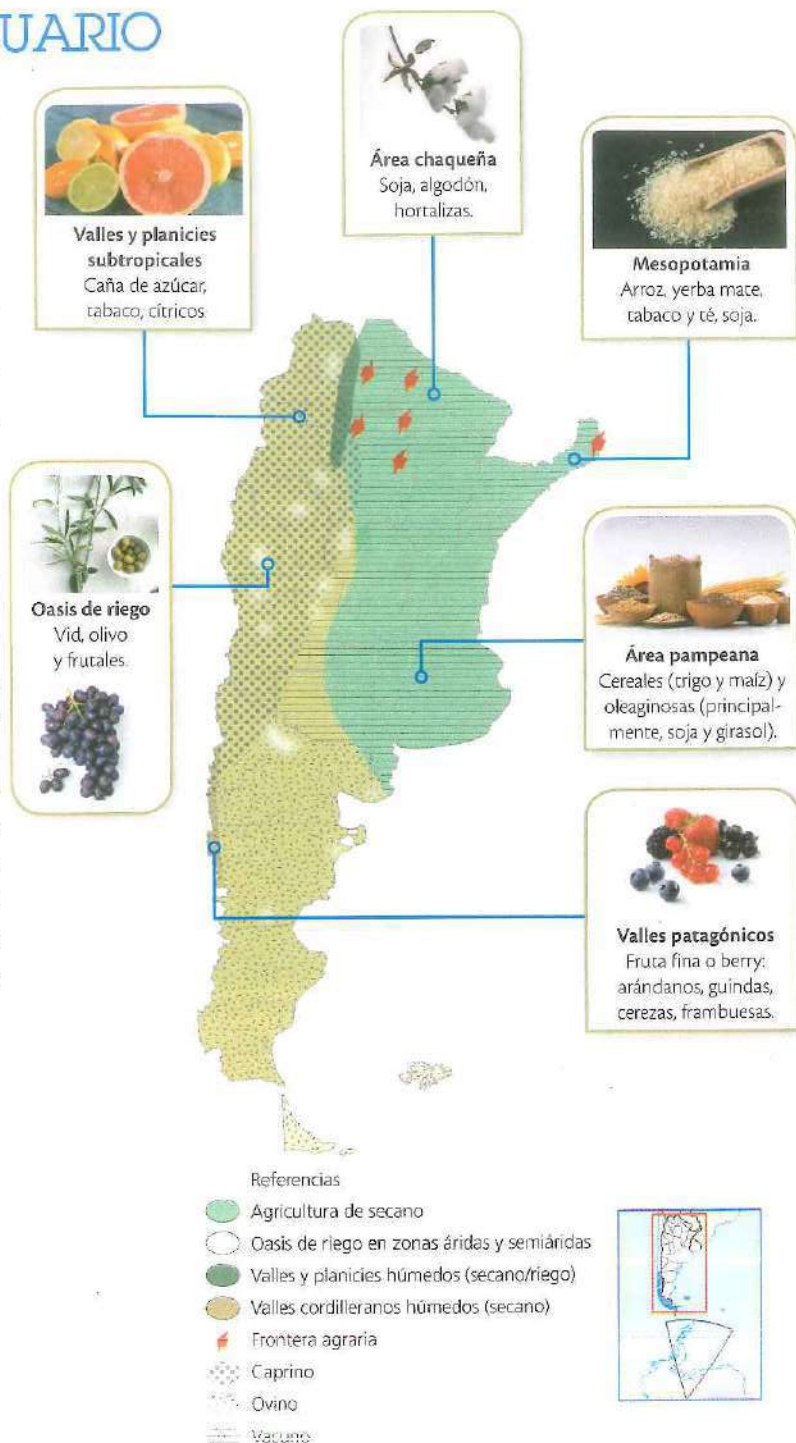 UARIO
Área chaqueña
Soja, algodón,
hortalizas.
Valles y planicies
subtropicales
Caña de azúcar,
tabaco, cítricos
Mesopotamia
Arroz, yerba mate,
tabaco y té, soja.
Oasis de riego
Vid, olivo
y frutales.
Área pampeana
Cereales (trigo y maíz) y
oleaginosas (principal-
mente, soja y girasol).
Valles patagónicos
Fruta fina o berry:
arándanos, guindas,
cerezas, frambuesas.
Referencias
Agricultura de secano
Oasis de riego en zonas áridas y semiáridas
Valles y planicies húmedos (secano/riego)
Valles cordilleranos húmedos (secano)
Frontera agraria
Caprino
Ovino
Vacuno